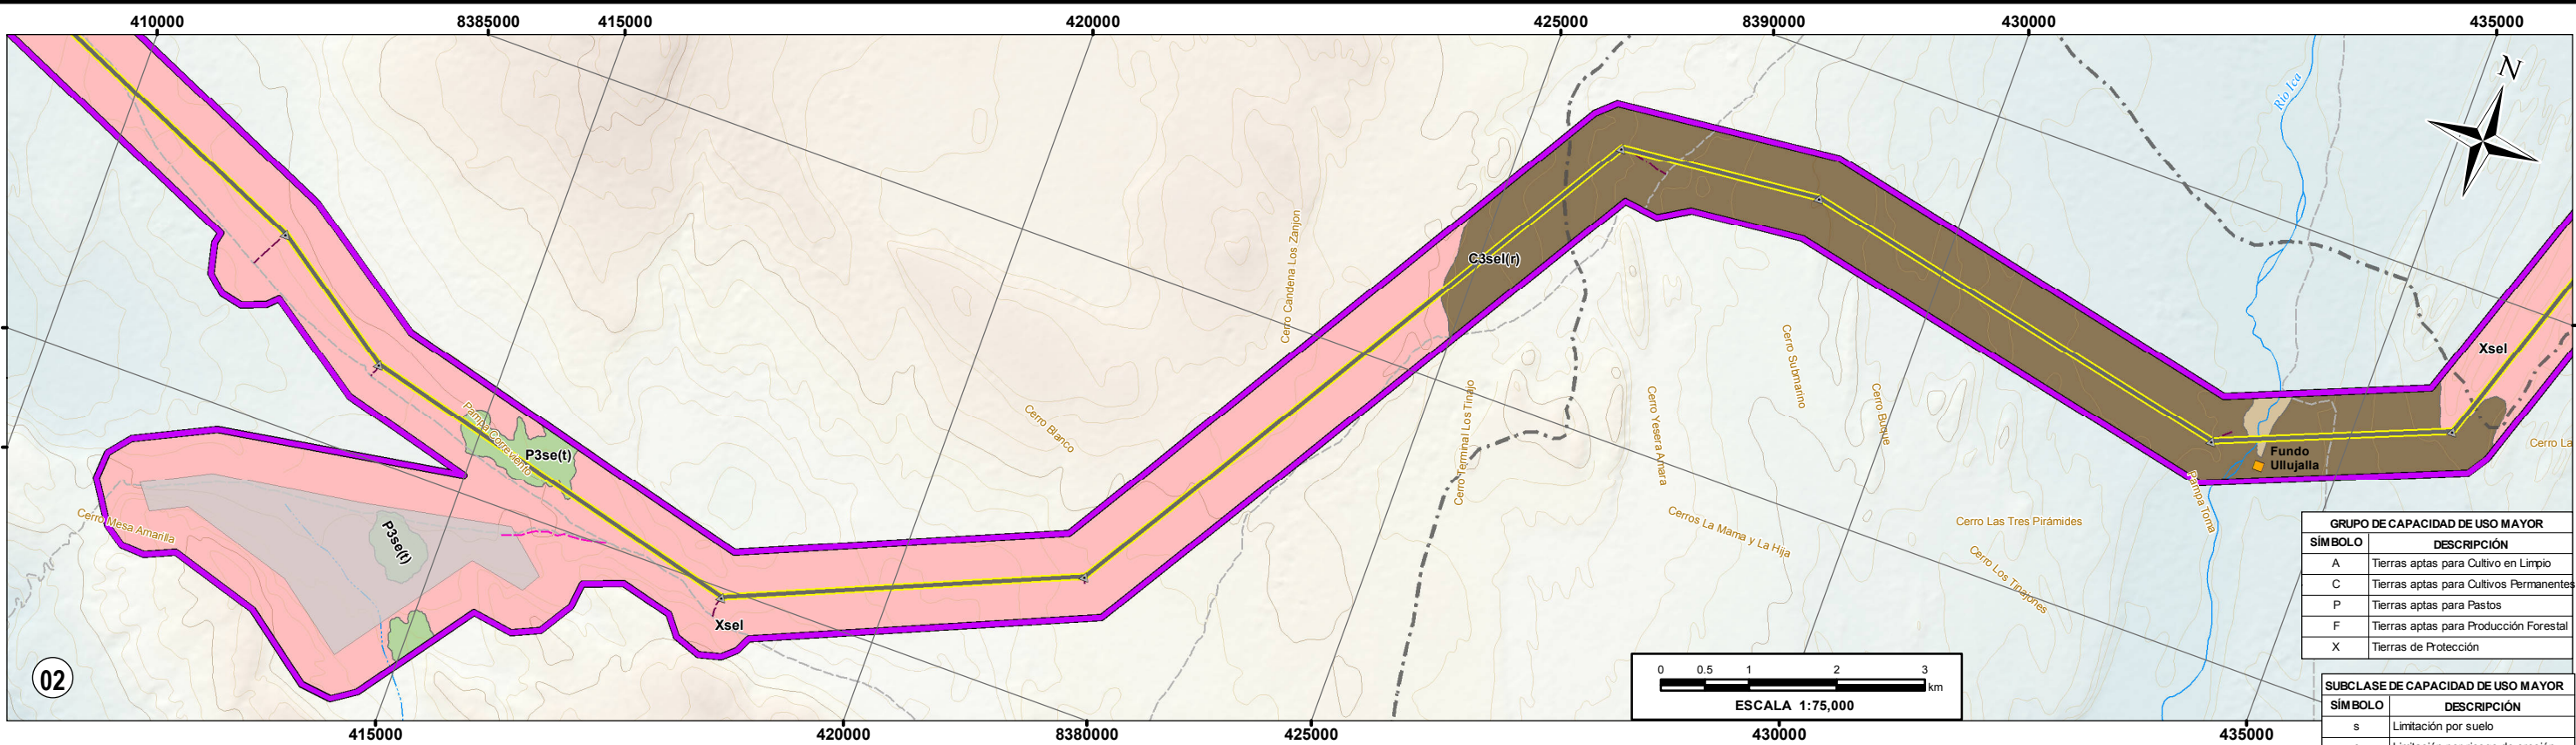 410000
8385000
415000
420000
425000
8390000
430000
435000
N
Río Ica
Cerro Candena Los Zanjon
C3sel(r)
Xsel
Cerro Submarino
Cerro Buque
Cerro Terminal Los Tinajo
Cerro Yesera Amara
Cerro Blanco
Pampa Correviento
P3se(t)
Cerro La
Fundo
Ullujalla
Pampa Toma
Cerro Mesa Amarilla
P3se(t)
Cerros La Mama y La Hija
Cerro Las Tres Pirámides
Cerro Los Tinajones
Xsel
02
0 0.5 1 2 3
km
ESCALA 1:75,000
GRUPO DE CAPACIDAD DE USO MAYOR
SÍMBOLO DESCRIPCIÓN
A Tierras aptas para Cultivo en Limpio
C Tierras aptas para Cultivos Permanentes
P Tierras aptas para Pastos
F Tierras aptas para Producción Forestal
X Tierras de Protección
SUBCLASE DE CAPACIDAD DE USO MAYOR
SÍMBOLO DESCRIPCIÓN
s Limitación por suelo
415000
420000
8380000
425000
430000
435000